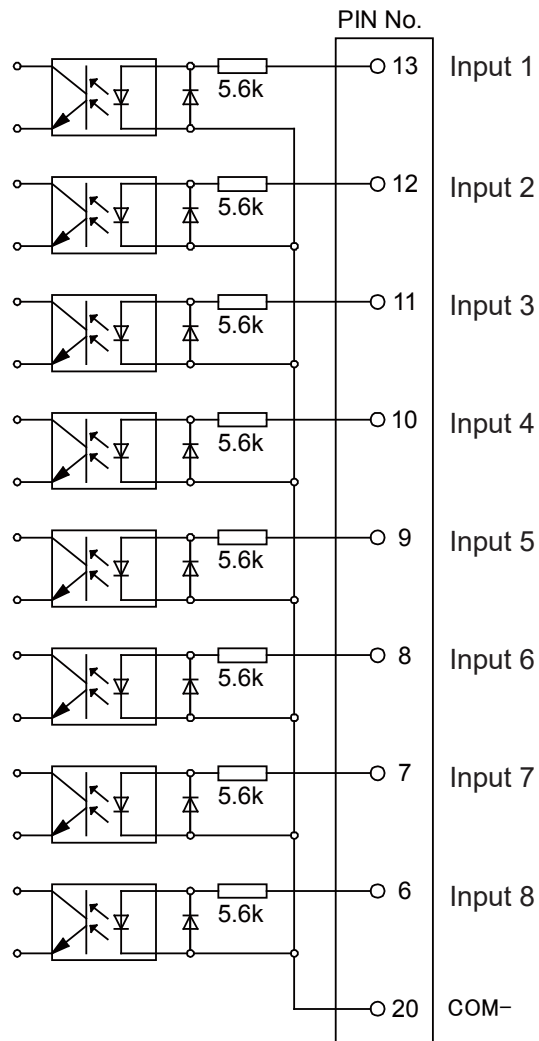 PIN No.
13 Input 1
5.6k
12 Input 2
5.6k
11 Input 3
5.6k
10 Input 4
5.6k
9 Input 5
5.6k
8 Input 6
5.6k
7 Input 7
5.6k
6 Input 8
5.6k
20 COM−